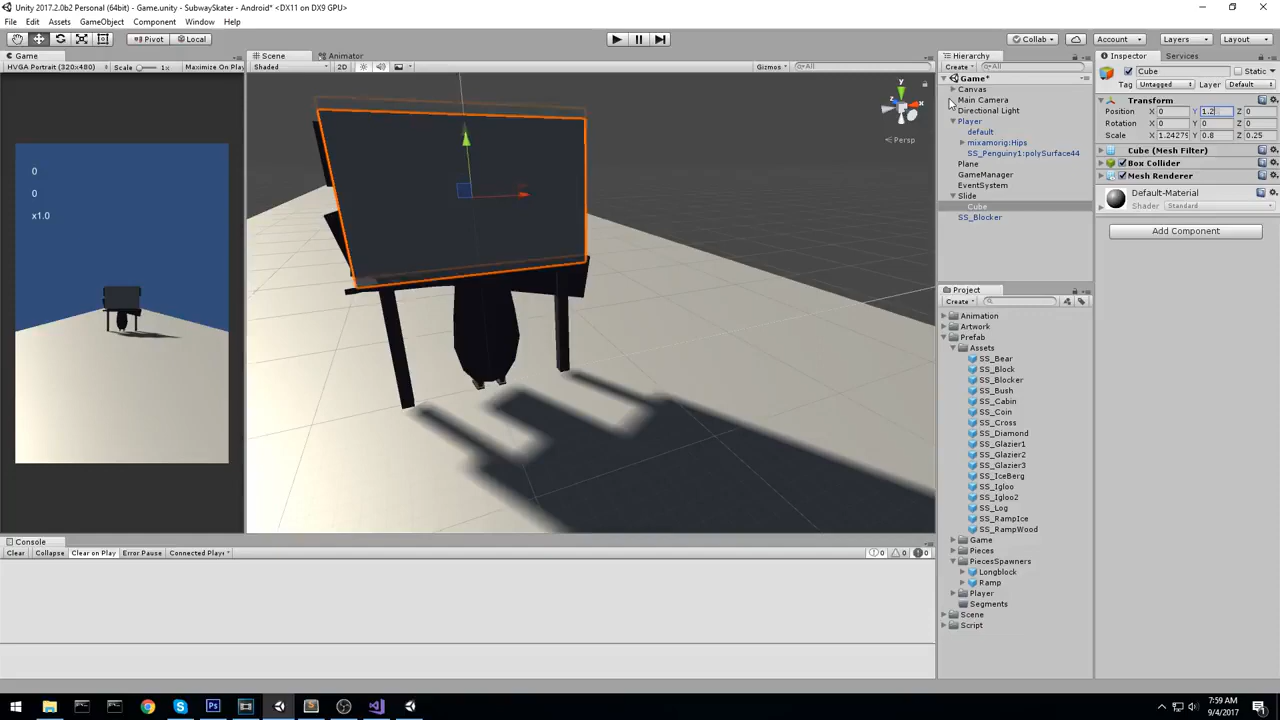 Unity 2017.2.0b2 Personal (64bit) - Game.unity - SubwaySkater - Android* <DX11 on DX9 GPU>
File Edit Assets GameObject Component Window Help
Pivot Local Collab Account Layers Layout
Game Scene Animator Hierarchy Inspector Services
HVGA Portrait (320x480) Scale 1x Maximize On Play Shaded 2D Gizmos All Create All
Cube Static
Tag Untagged Layer Default
Game*
Canvas
Main Camera
Directional Light
Player
default
mixamorig:Hips
SS_Penguiny1:polySurface44
Plane
GameManager
EventSystem
Slide
Cube
SS_Blocker
Transform
Position X 0 Y 1.2 Z 0
Rotation X 0 Y 0 Z 0
Scale X 1.24279 Y 0.8 Z 0.25
Cube (Mesh Filter)
Box Collider
Mesh Renderer
Default-Material
Shader Standard
Add Component
y
x
z
Persp
0
0
x1.0
Project
Create
Animation
Artwork
Prefab
Assets
SS_Bear
SS_Block
SS_Blocker
SS_Bush
SS_Cabin
SS_Coin
SS_Cross
SS_Diamond
SS_Glazier1
SS_Glazier2
SS_Glazier3
SS_IceBerg
SS_Igloo
SS_Igloo2
SS_Log
SS_RampIce
SS_RampWood
Game
Pieces
PiecesSpawners
Longblock
Ramp
Player
Segments
Scene
Script
Console
Clear Collapse Clear on Play Error Pause Connected Playe 0 0 0
7:59 AM
9/4/2017